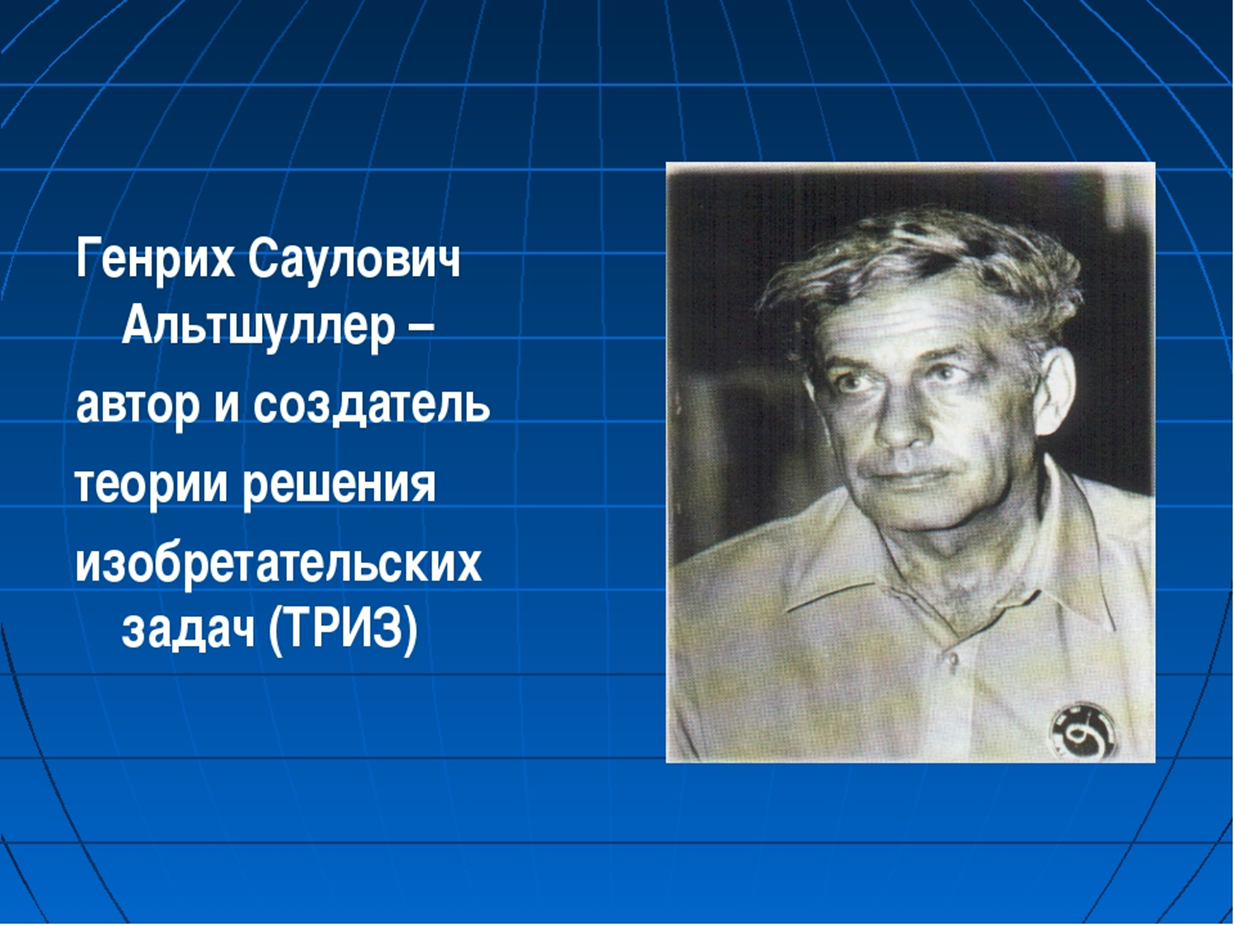 Генрих Саулович
Альтшуллер –
автор и создатель
теории решения
изобретательских
задач (ТРИЗ)